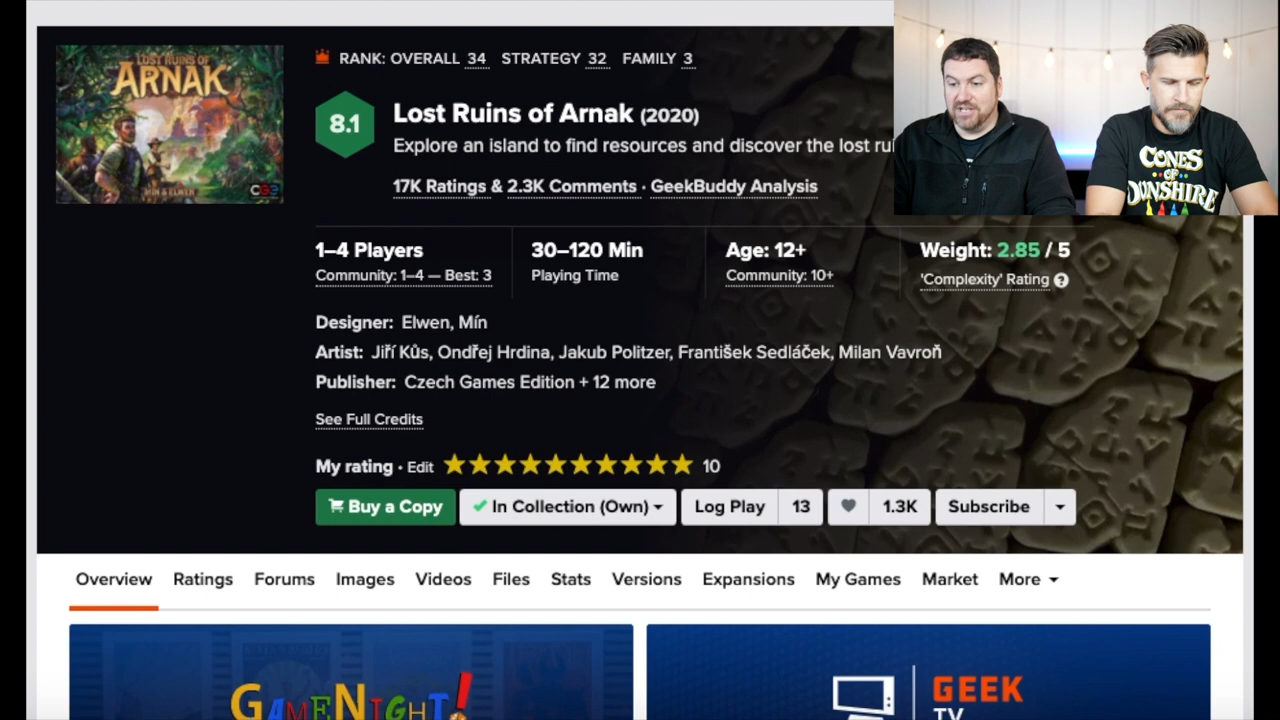 LOST RUINS OF
ARNAK
MIN & ELWEN
CGE
RANK: OVERALL 34 STRATEGY 32 FAMILY 3
8.1
Lost Ruins of Arnak (2020)
Explore an island to find resources and discover the lost
17K Ratings & 2.3K Comments · GeekBuddy Analysis
CONES
OF
DUNSHIRE
1–4 Players 30–120 Min Age: 12+ Weight: 2.85 / 5
Community: 1–4 — Best: 3 Playing Time Community: 10+ 'Complexity' Rating ?
Designer: Elwen, Mín
Artist: Jiří Kůs, Ondřej Hrdina, Jakub Politzer, František Sedláček, Milan Vavroň
Publisher: Czech Games Edition + 12 more
See Full Credits
My rating · Edit 10
Buy a Copy In Collection (Own) Log Play 13 1.3K Subscribe
Overview Ratings Forums Images Videos Files Stats Versions Expansions My Games Market More
GAMENIGHT!
GEEK
TV